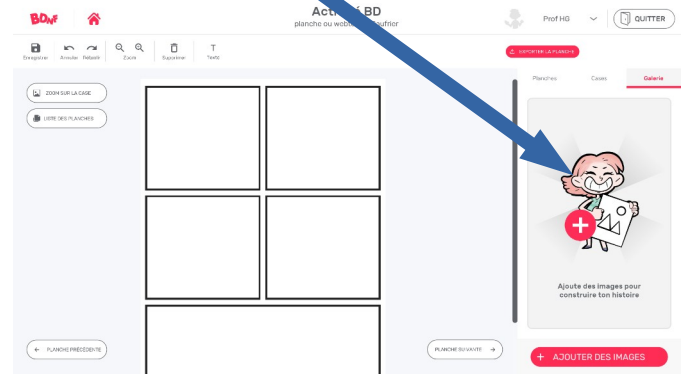 BDnF
Activité BD
planche ou webtoon, gaufrier
Prof HG
QUITTER
Enregistrer
Annuler
Rétablir
Zoom
Supprimer
T
Texte
EXPORTER LA PLANCHE
ZOOM SUR LA CASE
LISTE DES PLANCHES
Planches
Cases
Galerie
Ajoute des images pour
construire ton histoire
← PLANCHE PRÉCÉDENTE
PLANCHE SUIVANTE →
+ AJOUTER DES IMAGES